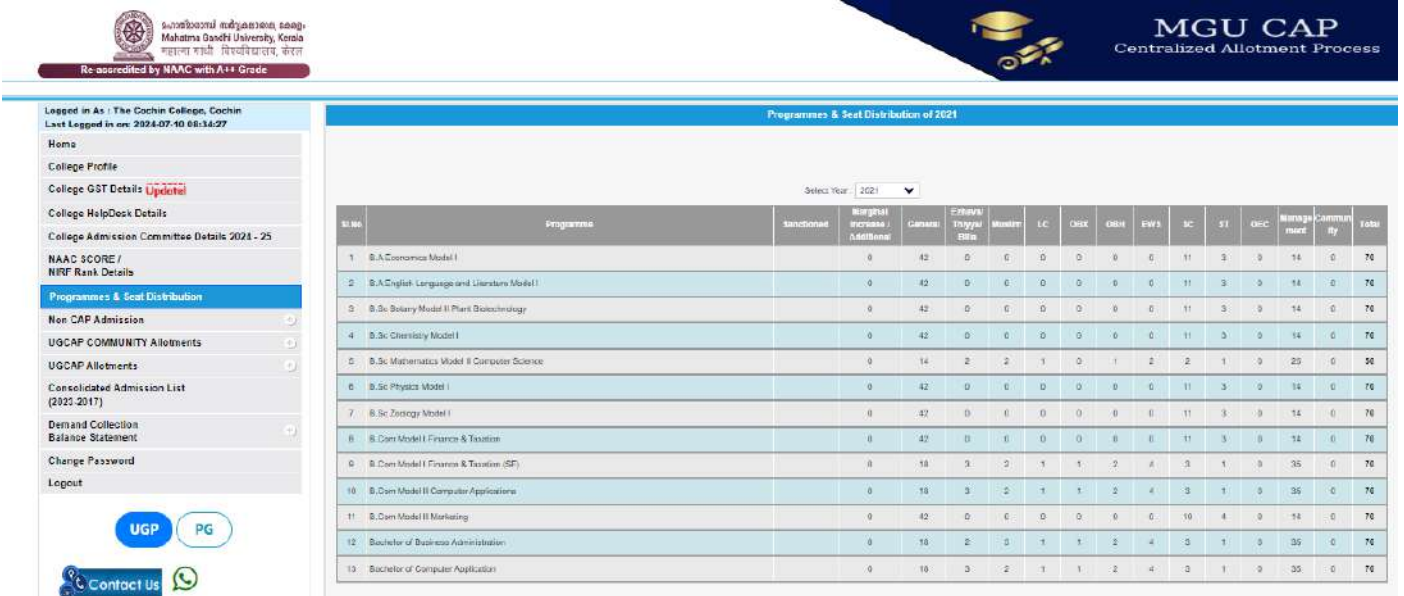 മഹാത്മാഗാന്ധി സർവ്വകലാശാല, കേരളം
Mahatma Gandhi University, Kerala
महात्मा गांधी विश्वविद्यालय, केरल
Re-accredited by NAAC with A++ Grade
MGU CAP
Centralized Allotment Process
Logged in As : The Cochin College, Cochin
Last Logged in on: 2024-07-10 08:34:27
Home
College Profile
College GST Details Update!
College HelpDesk Details
College Admission Committee Details 2024 - 25
NAAC SCORE /
NIRF Rank Details
Programmes & Seat Distribution
Non CAP Admission
UGCAP COMMUNITY Allotments
UGCAP Allotments
Consolidated Admission List
(2023-2017)
Demand Collection
Balance Statement
Change Password
Logout
UGP PG
Contact Us
Programmes & Seat Distribution of 2021
Select Year : 2021
Sl.No Programme Sanctioned Marginal Increase / Additional General Ezhava/ Thiyya/ Billa Muslim LC OBX OBH EWS SC ST OEC Manage ment Commun ity Total
1 B.A Economics Model I 0 42 0 0 0 0 0 0 11 3 0 14 0 70
2 B.A English Language and Literature Model I 0 42 0 0 0 0 0 0 11 3 0 14 0 70
3 B.Sc Botany Model II Plant Biotechnology 0 42 0 0 0 0 0 0 11 3 0 14 0 70
4 B.Sc Chemistry Model I 0 42 0 0 0 0 0 0 11 3 0 14 0 70
5 B.Sc Mathematics Model II Computer Science 0 14 2 2 1 0 1 2 2 1 0 25 0 50
6 B.Sc Physics Model I 0 42 0 0 0 0 0 0 11 3 0 14 0 70
7 B.Sc Zoology Model I 0 42 0 0 0 0 0 0 11 3 0 14 0 70
8 B.Com Model I Finance & Taxation 0 42 0 0 0 0 0 0 11 3 0 14 0 70
9 B.Com Model I Finance & Taxation (SF) 0 18 3 2 1 1 2 4 3 1 0 35 0 70
10 B.Com Model II Computer Applications 0 18 3 2 1 1 2 4 3 1 0 35 0 70
11 B.Com Model II Marketing 0 42 0 0 0 0 0 0 10 4 0 14 0 70
12 Bachelor of Business Administration 0 18 2 3 1 1 2 4 3 1 0 35 0 70
13 Bachelor of Computer Application 0 18 3 2 1 1 2 4 3 1 0 35 0 70